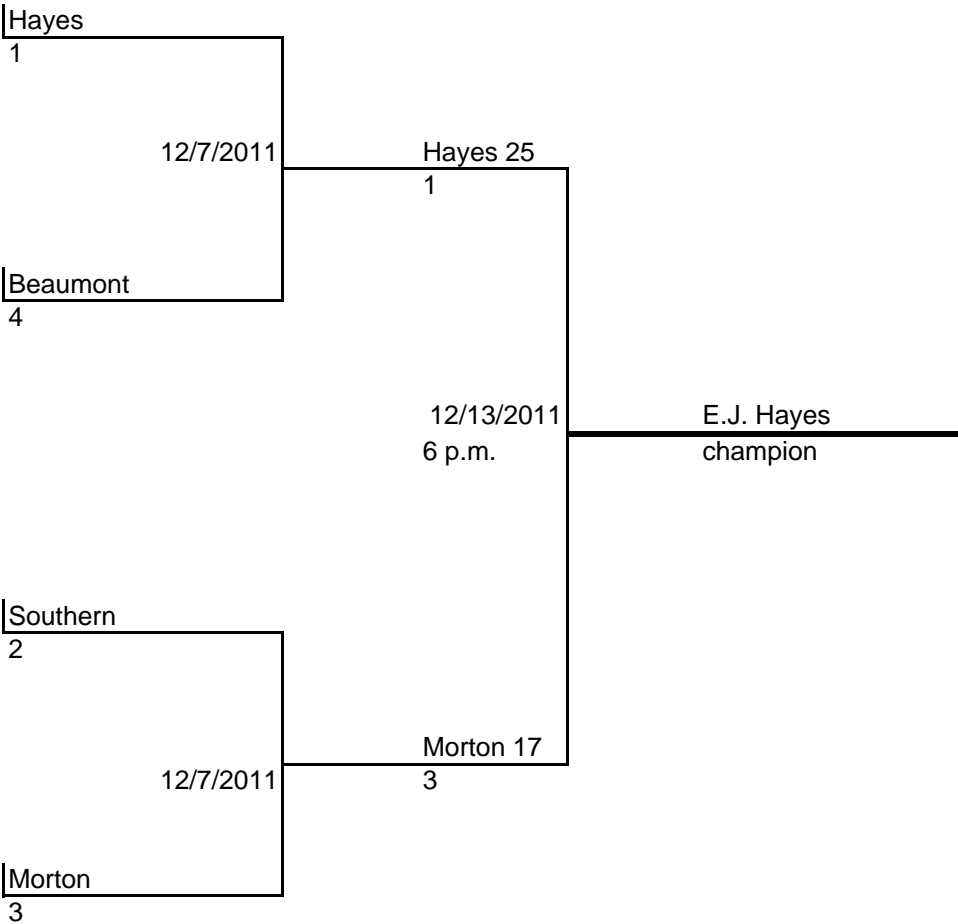 Hayes
1
12/7/2011
Hayes 25
1
Beaumont
4
12/13/2011
6 p.m.
E.J. Hayes
champion
Southern
2
Morton 17
12/7/2011
3
Morton
3